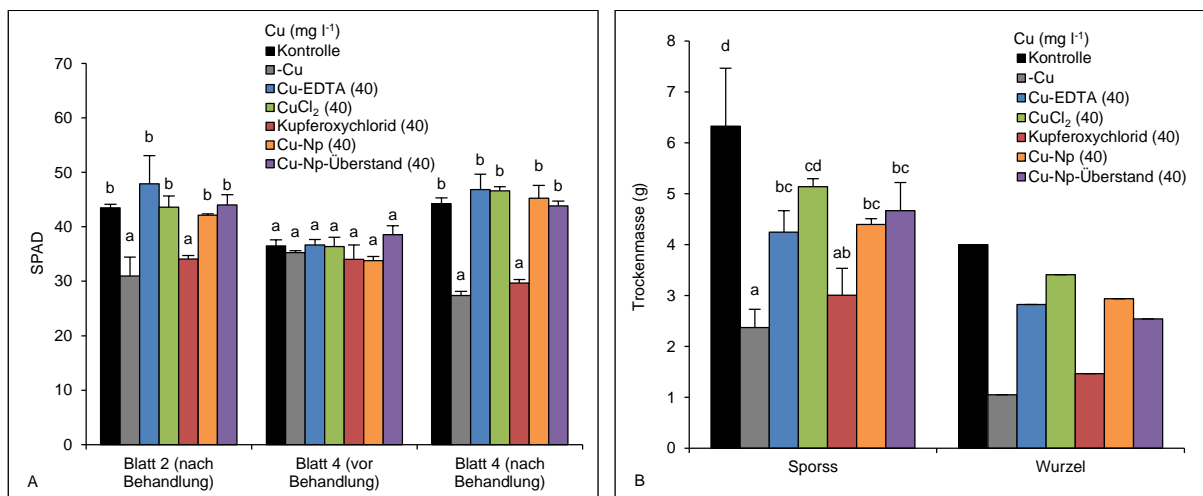 Cu (mg l-1)
Kontrolle
-Cu
Cu-EDTA (40)
CuCl2 (40)
Kupferoxychlorid (40)
Cu-Np (40)
Cu-Np-Überstand (40)
70
60
50
40
30
20
10
0
SPAD
b a b b a b b
a a a a a a a
b a b b a b b
Blatt 2 (nach
Behandlung)
Blatt 4 (vor
Behandlung)
Blatt 4 (nach
Behandlung)
A
Cu (mg l-1)
Kontrolle
-Cu
Cu-EDTA (40)
CuCl2 (40)
Kupferoxychlorid (40)
Cu-Np (40)
Cu-Np-Überstand (40)
8
7
6
5
4
3
2
1
0
Trockenmasse (g)
d a bc cd ab bc bc
Sporss
Wurzel
B